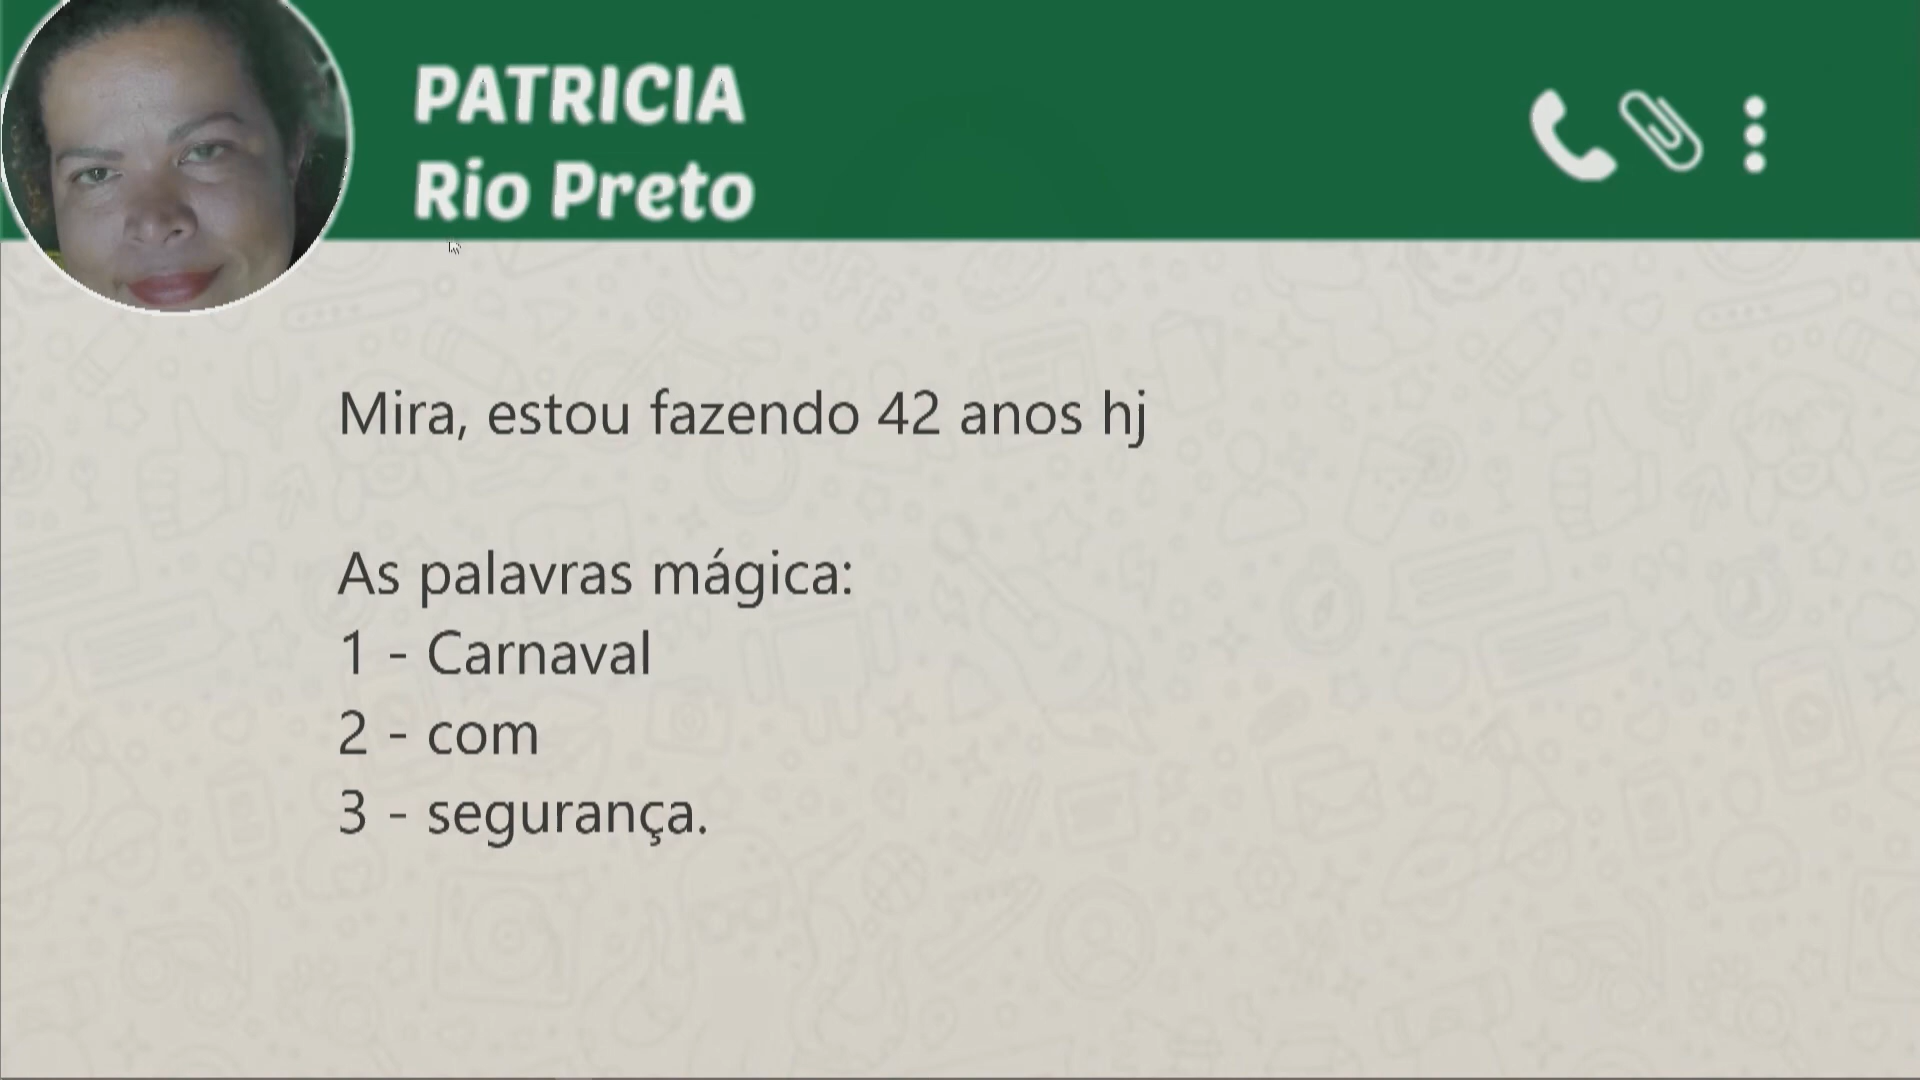 PATRICIA
Rio Preto
Mira, estou fazendo 42 anos hj
As palavras mágica:
1 - Carnaval
2 - com
3 - segurança.